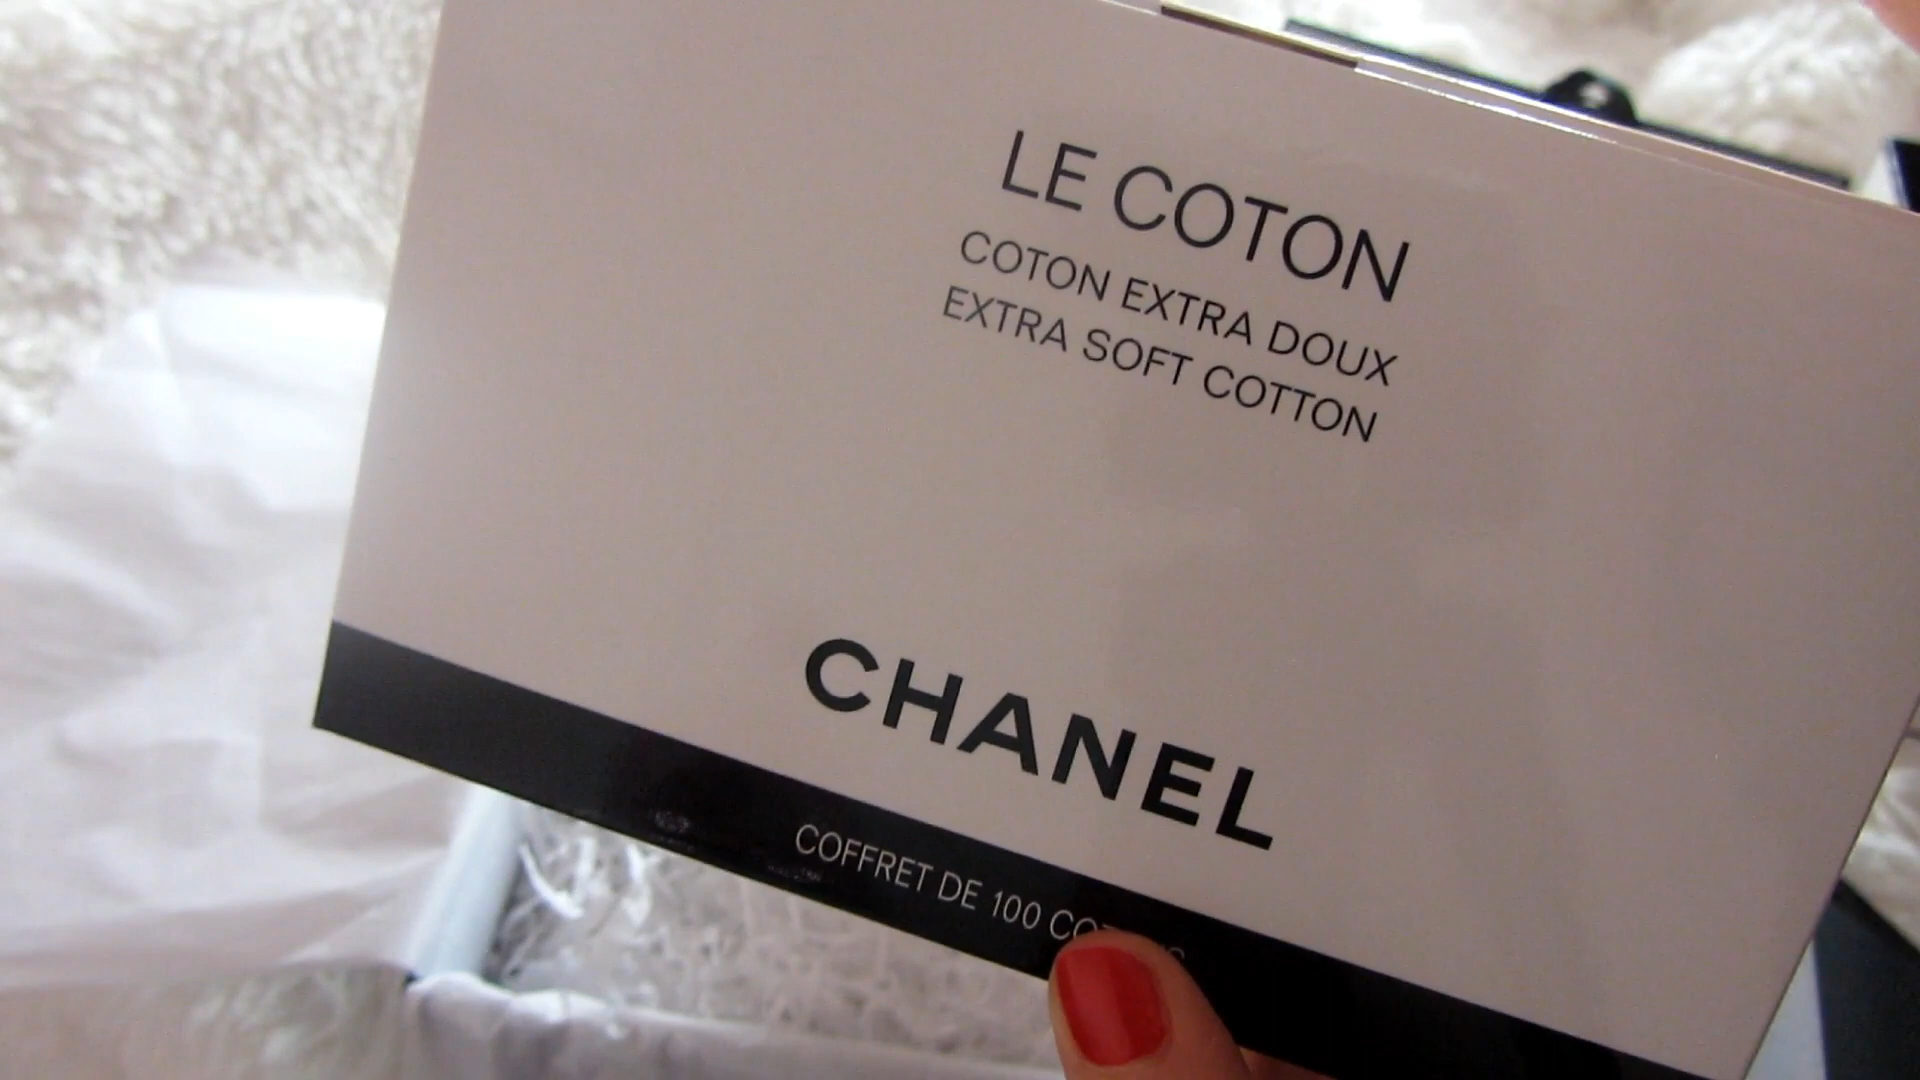 LE COTON
COTON EXTRA DOUX
EXTRA SOFT COTTON
CHANEL
COFFRET DE 100